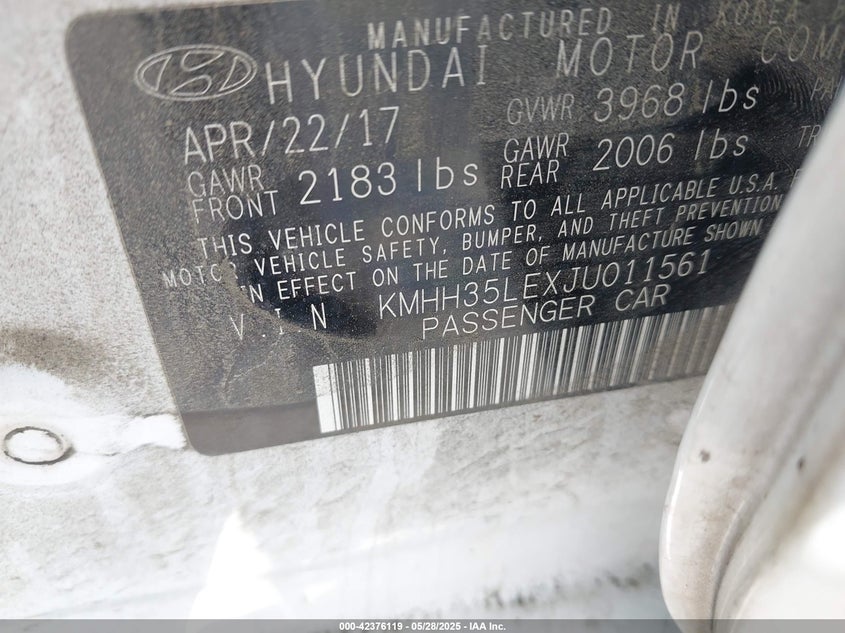 MANUFACTURED IN KOREA
HYUNDAI MOTOR
APR/22/17 GVWR 3968 lbs
GAWR FRONT 2183 lbs GAWR REAR 2006 lbs
THIS VEHICLE CONFORMS TO ALL APPLICABLE U.S.A.
MOTOR VEHICLE SAFETY, BUMPER, AND THEFT PREVENTION
IN EFFECT ON THE DATE OF MANUFACTURE SHOWN
V.I.N KMHH35LEXJU011561
PASSENGER CAR
000-42376119 - 05/28/2025 - IAA Inc.